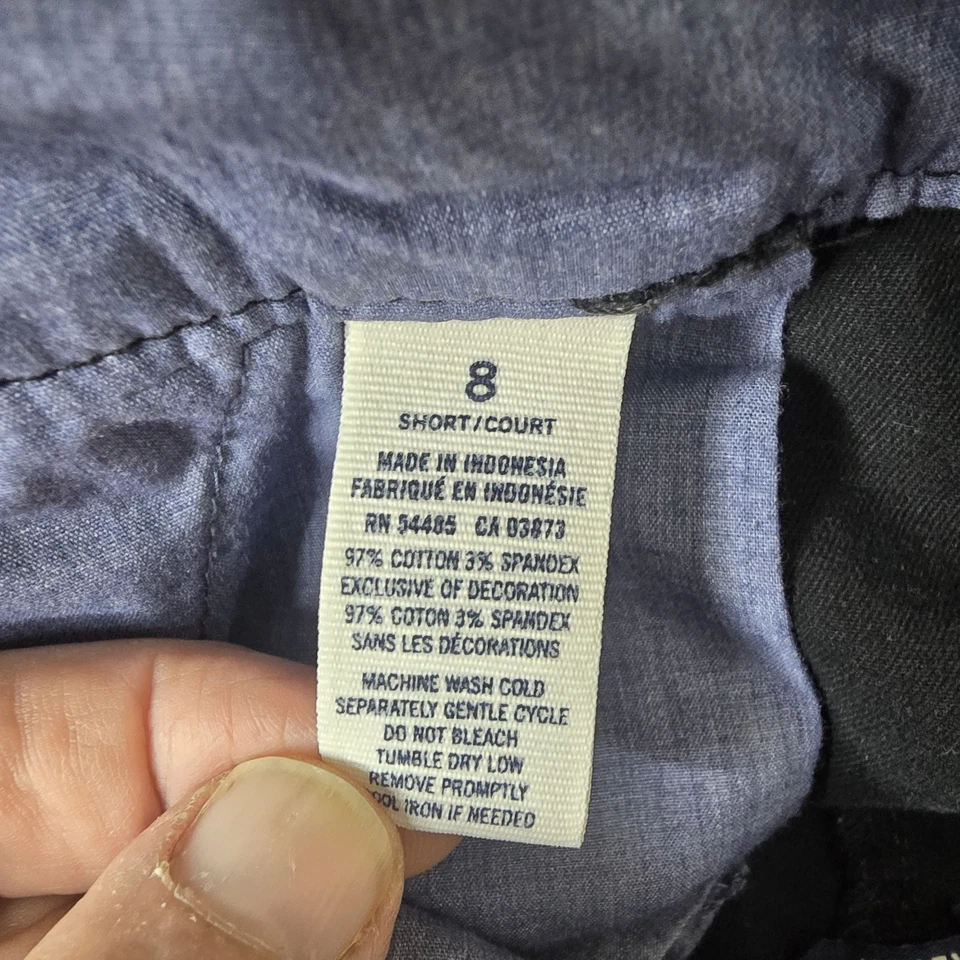 8
SHORT/COURT
MADE IN INDONESIA
FABRIQUÉ EN INDONÉSIE
RN 54485 CA 03873
97% COTTON 3% SPANDEX
EXCLUSIVE OF DECORATION
97% COTON 3% SPANDEX
SANS LES DÉCORATIONS
MACHINE WASH COLD
SEPARATELY GENTLE CYCLE
DO NOT BLEACH
TUMBLE DRY LOW
REMOVE PROMPTLY
IRON IF NEEDED